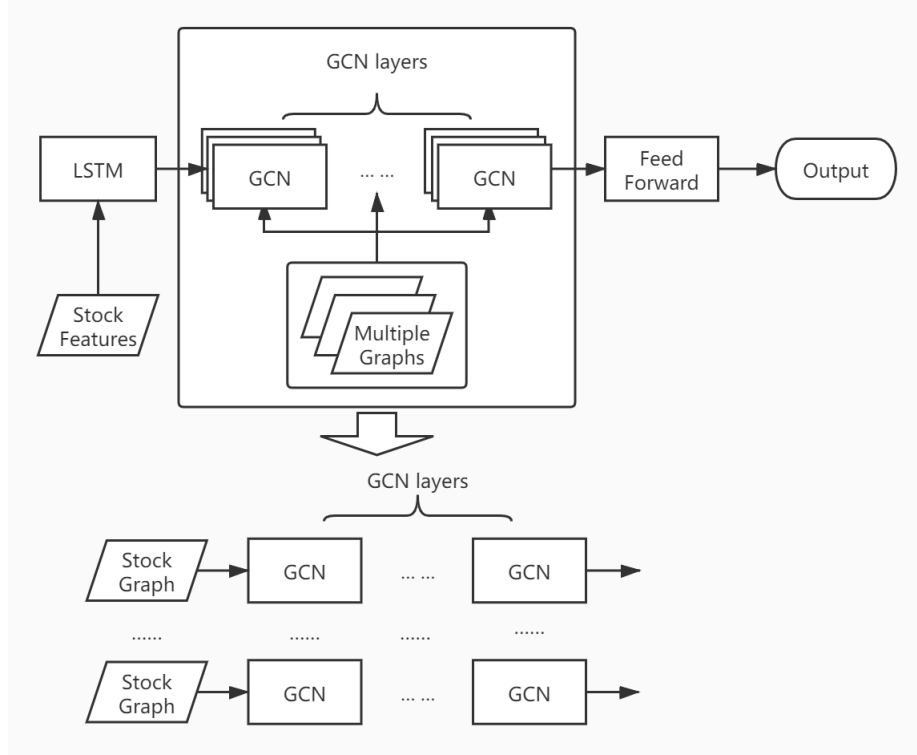 GCN layers
LSTM
GCN
... ...
GCN
Feed
Forward
Output
Stock
Features
Multiple
Graphs
GCN layers
Stock
Graph
GCN
... ...
GCN
......
......
......
......
Stock
Graph
GCN
... ...
GCN